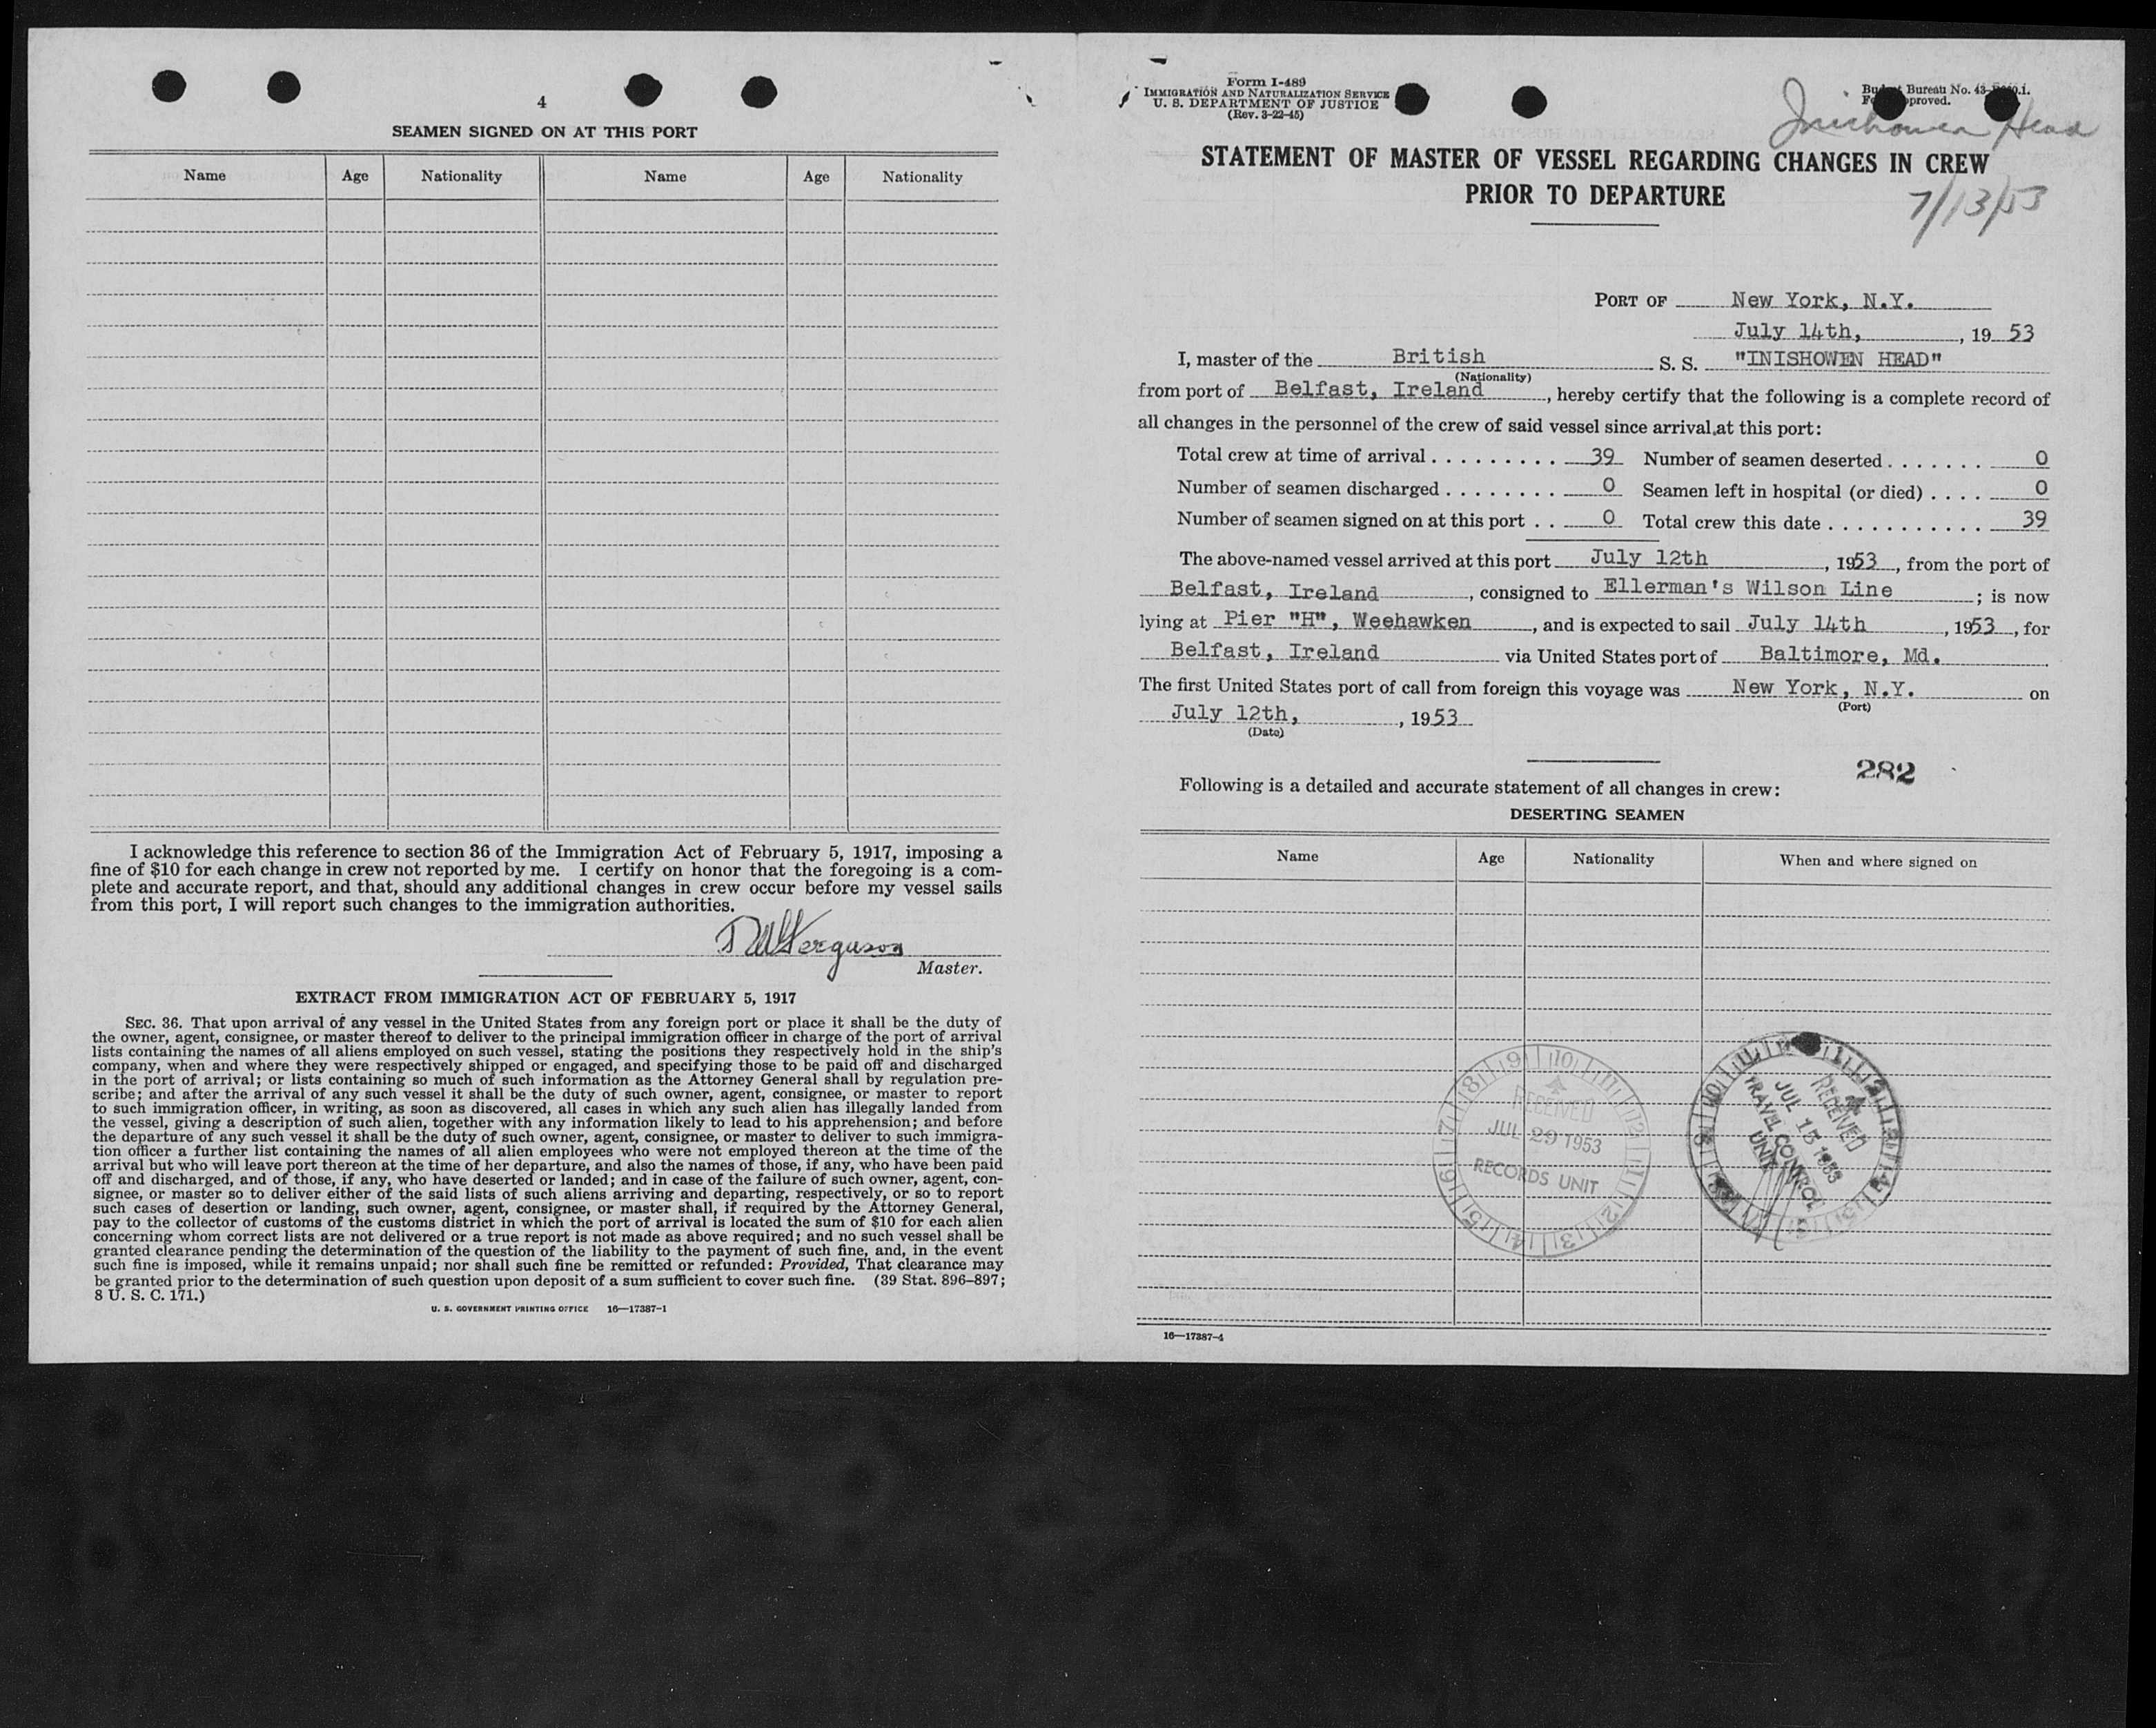 4
SEAMEN SIGNED ON AT THIS PORT
Name Age Nationality Name Age Nationality
I acknowledge this reference to section 36 of the Immigration Act of February 5, 1917, imposing a
fine of $10 for each change in crew not reported by me. I certify on honor that the foregoing is a com-
plete and accurate report, and that, should any additional changes in crew occur before my vessel sails
from this port, I will report such changes to the immigration authorities.
Ferguson
Master.
EXTRACT FROM IMMIGRATION ACT OF FEBRUARY 5, 1917
SEC. 36. That upon arrival of any vessel in the United States from any foreign port or place it shall be the duty of
the owner, agent, consignee, or master thereof to deliver to the principal immigration officer in charge of the port of arrival
lists containing the names of all aliens employed on such vessel, stating the positions they respectively hold in the ship's
company, when and where they were respectively shipped or engaged, and specifying those to be paid off and discharged
in the port of arrival; or lists containing so much of such information as the Attorney General shall by regulation pre-
scribe; and after the arrival of any such vessel it shall be the duty of such owner, agent, consignee, or master to report
to such immigration officer, in writing, as soon as discovered, all cases in which any such alien has illegally landed from
the vessel, giving a description of such alien, together with any information likely to lead to his apprehension; and before
the departure of any such vessel it shall be the duty of such owner, agent, consignee, or master to deliver to such immigra-
tion officer a further list containing the names of all alien employees who were not employed thereon at the time of the
arrival but who will leave port thereon at the time of her departure, and also the names of those, if any, who have been paid
off and discharged, and of those, if any, who have deserted or landed; and in case of the failure of such owner, agent, con-
signee, or master so to deliver either of the said lists of such aliens arriving and departing, respectively, or so to report
such cases of desertion or landing, such owner, agent, consignee, or master shall, if required by the Attorney General,
pay to the collector of customs of the customs district in which the port of arrival is located the sum of $10 for each alien
concerning whom correct lists are not delivered or a true report is not made as above required; and no such vessel shall be
granted clearance pending the determination of the question of the liability to the payment of such fine, and, in the event
such fine is imposed, while it remains unpaid; nor shall such fine be remitted or refunded: Provided, That clearance may
be granted prior to the determination of such question upon deposit of a sum sufficient to cover such fine. (39 Stat. 896–897;
8 U. S. C. 171.)
U. S. GOVERNMENT PRINTING OFFICE 16—17387-1
Form I-489
IMMIGRATION AND NATURALIZATION SERVICE
U. S. DEPARTMENT OF JUSTICE
(Rev. 3-22-45)
Bureau No.
Inishowen Head
STATEMENT OF MASTER OF VESSEL REGARDING CHANGES IN CREW
PRIOR TO DEPARTURE
7/13/53
PORT OF New York, N.Y.
July 14th, , 19 53
I, master of the British S. S. "INISHOWEN HEAD"
(Nationality)
from port of Belfast, Ireland , hereby certify that the following is a complete record of
all changes in the personnel of the crew of said vessel since arrival at this port:
Total crew at time of arrival . . . . . . . . . 39 Number of seamen deserted . . . . . . . 0
Number of seamen discharged . . . . . . . . 0 Seamen left in hospital (or died) . . . . 0
Number of seamen signed on at this port . . 0 Total crew this date . . . . . . . . . . . 39
The above-named vessel arrived at this port July 12th , 1953 , from the port of
Belfast, Ireland , consigned to Ellerman's Wilson Line ; is now
lying at Pier "H", Weehawken , and is expected to sail July 14th , 1953 , for
Belfast, Ireland via United States port of Baltimore, Md.
The first United States port of call from foreign this voyage was New York, N.Y. on
(Port)
July 12th, , 1953
(Date)
282
Following is a detailed and accurate statement of all changes in crew:
DESERTING SEAMEN
Name Age Nationality When and where signed on
RECEIVED
JUL 29 1953
RECORDS UNIT
RECEIVED
JUL 13 1953
TRAVEL CONTROL
UNIT
16—17387-4